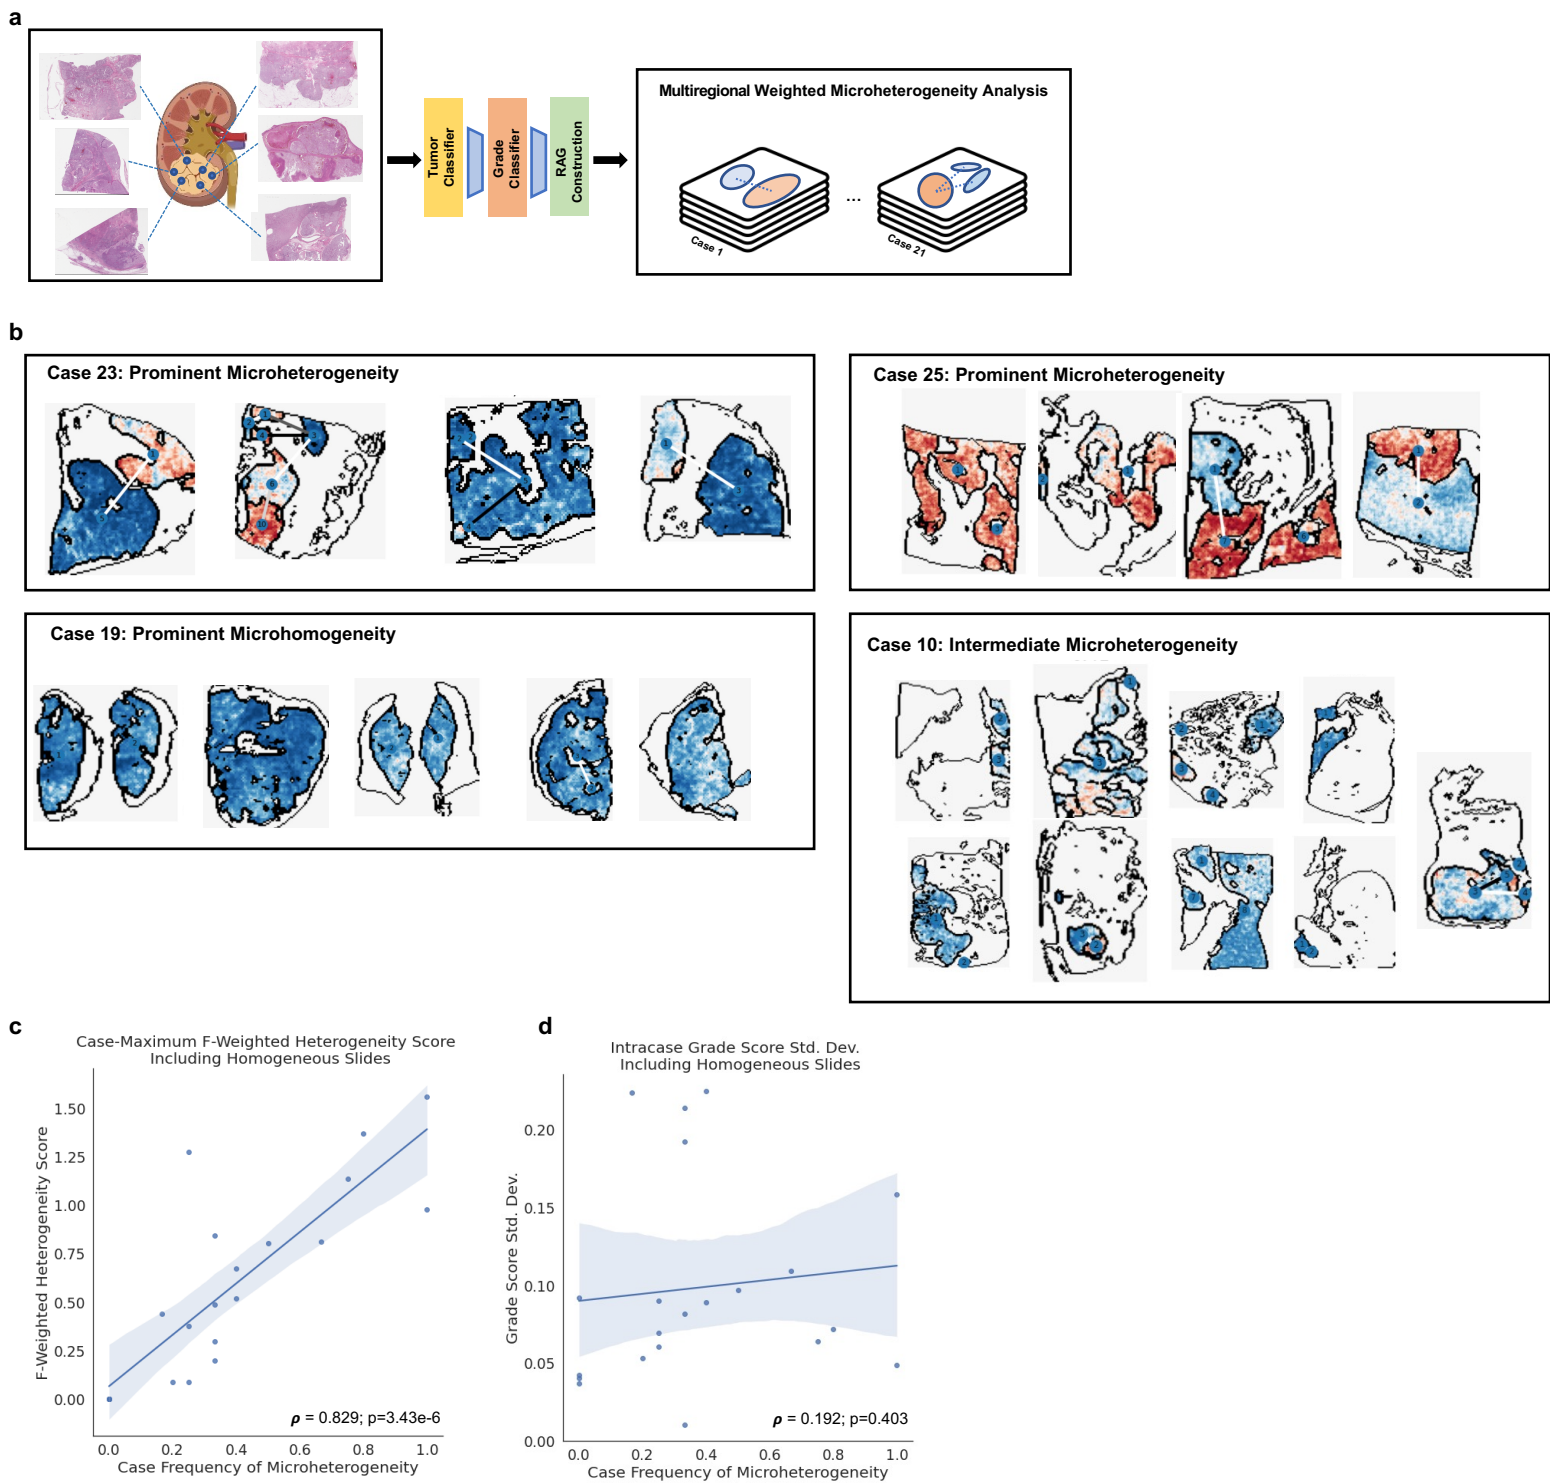 a
Tumor
Classifier
Grade
Classifier
RAG
Construction
Multiregional Weighted Microheterogeneity Analysis
Case 1
...
Case 21
b
Case 23: Prominent Microheterogeneity
Case 25: Prominent Microheterogeneity
Case 19: Prominent Microhomogeneity
Case 10: Intermediate Microheterogeneity
c
Case-Maximum F-Weighted Heterogeneity Score
Including Homogeneous Slides
F-Weighted Heterogeneity Score
1.50
1.25
1.00
0.75
0.50
0.25
0.00
ρ = 0.829; p=3.43e-6
0.0 0.2 0.4 0.6 0.8 1.0
Case Frequency of Microheterogeneity
d
Intracase Grade Score Std. Dev.
Including Homogeneous Slides
Grade Score Std. Dev.
0.20
0.15
0.10
0.05
0.00
ρ = 0.192; p=0.403
0.0 0.2 0.4 0.6 0.8 1.0
Case Frequency of Microheterogeneity